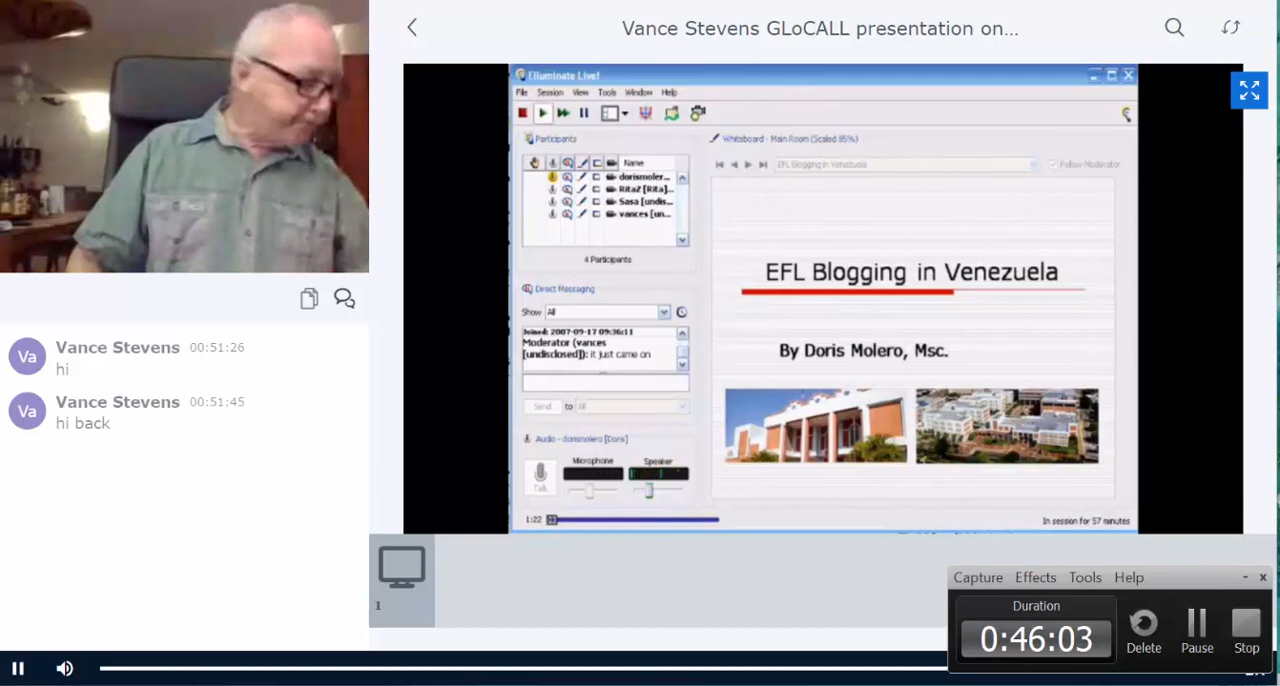 Vance Stevens GLoCALL presentation on...
Elluminate Live!
File Session View Tools Window Help
Participants
Name
dorismoler...
RitaZ [Rita]...
Sasa [undis...
vances [un...
4 Participants
Direct Messaging
Show All
Joined: 2007-09-17 09:36:11
Moderator (vances
[undisclosed]): it just came on
Send to All
Audio - dorismolero [Doris]
Microphone Speaker
Talk
1:22
Whiteboard - Main Room (Scaled 85%)
EFL Blogging in Venezuela
Follow Moderator
EFL Blogging in Venezuela
By Doris Molero, Msc.
In session for 57 minutes
Va
Vance Stevens 00:51:26
hi
Va
Vance Stevens 00:51:45
hi back
1
Capture Effects Tools Help
Duration
0:46:03
Delete Pause Stop